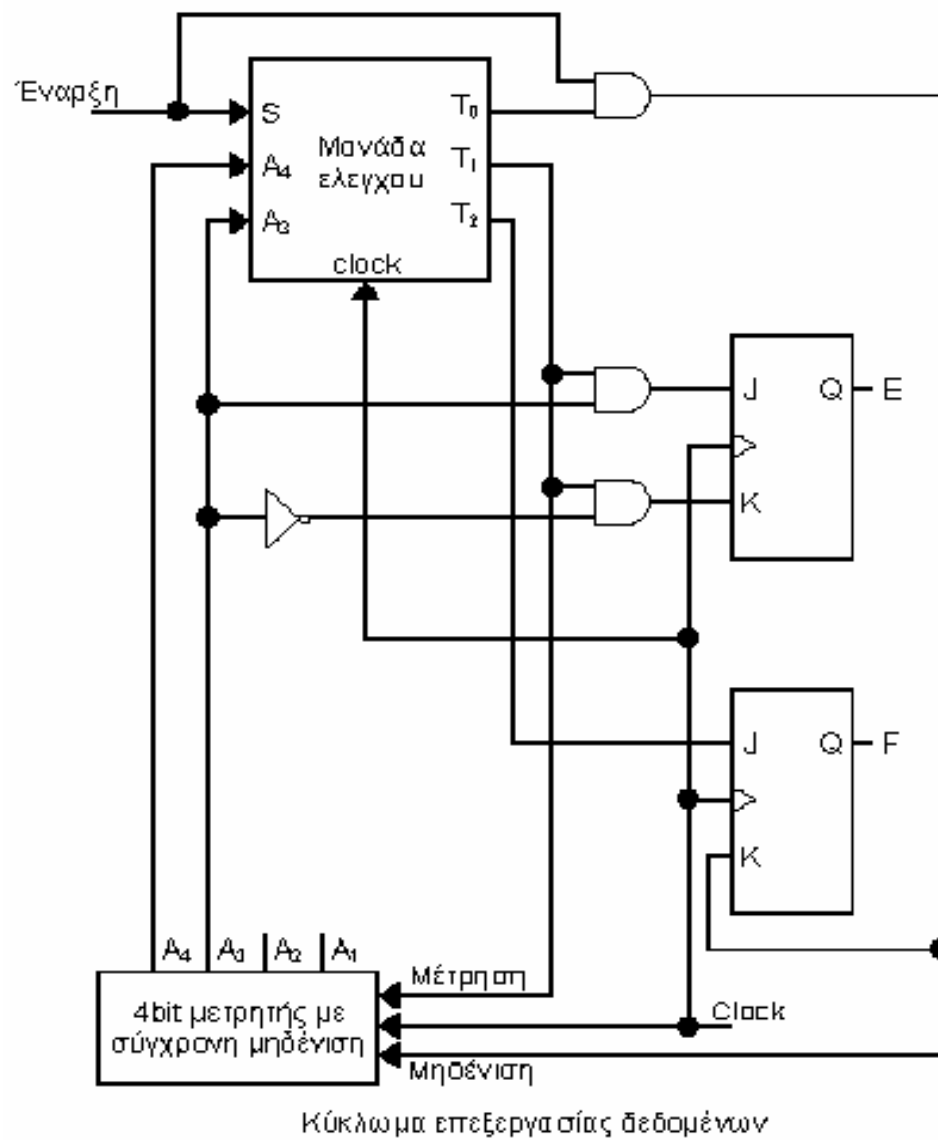 Έναρξη
S
T₀
A₄
Μονάδα
ελεγχου
T₁
A₃
T₂
clock
J
Q
E
K
J
Q
F
K
A₄
A₃
A₂
A₁
Μέτρηση
4bit μετρητής με
σύγχρονη μηδένιση
Clock
Μηδένιση
Κύκλωμα επεξεργασίας δεδομένων